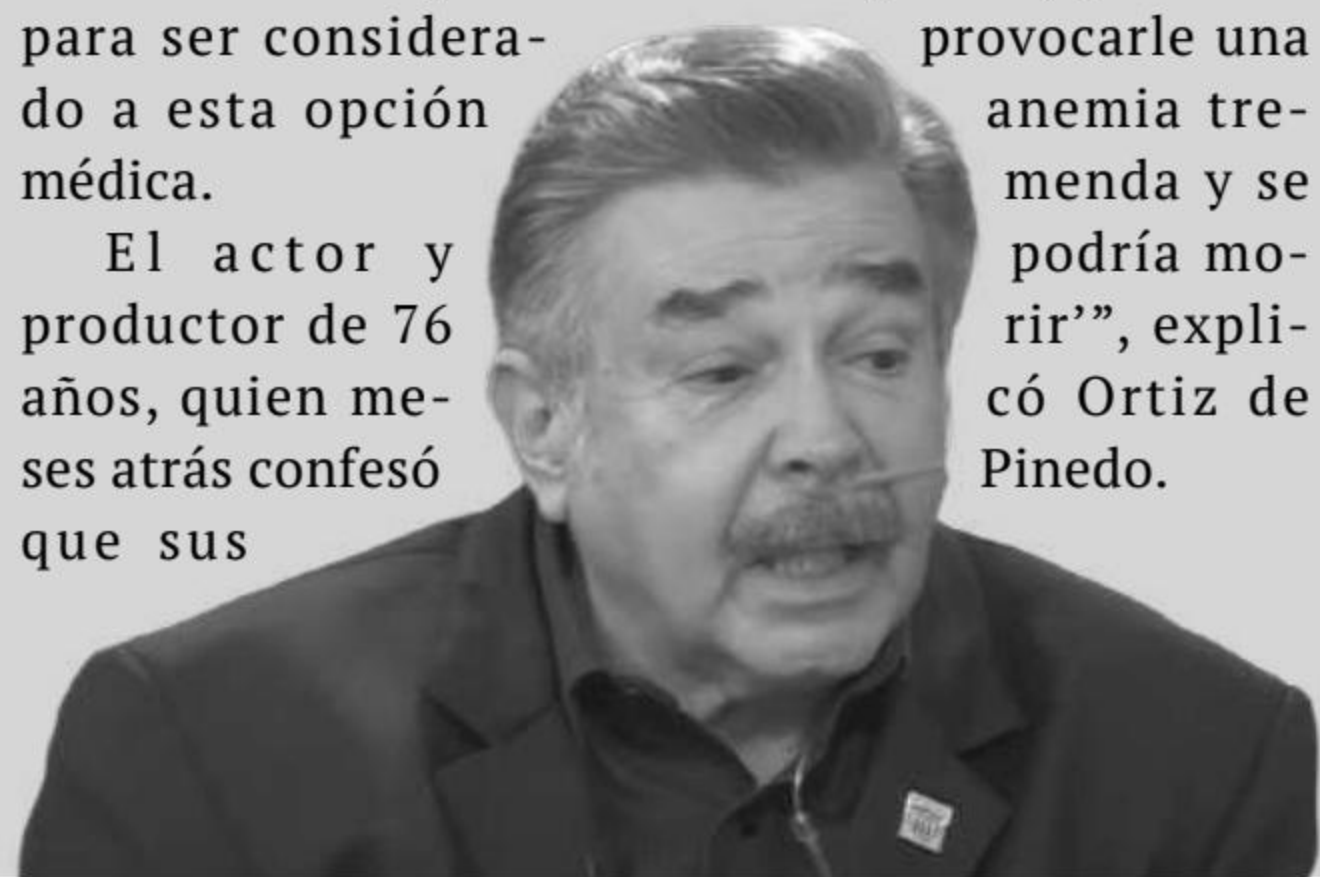 para ser considera-
do a esta opción
médica.
El actor y
productor de 76
años, quien me-
ses atrás confesó
que sus
provocarle una
anemia tre-
menda y se
podría mo-
rir’”, expli-
có Ortiz de
Pinedo.